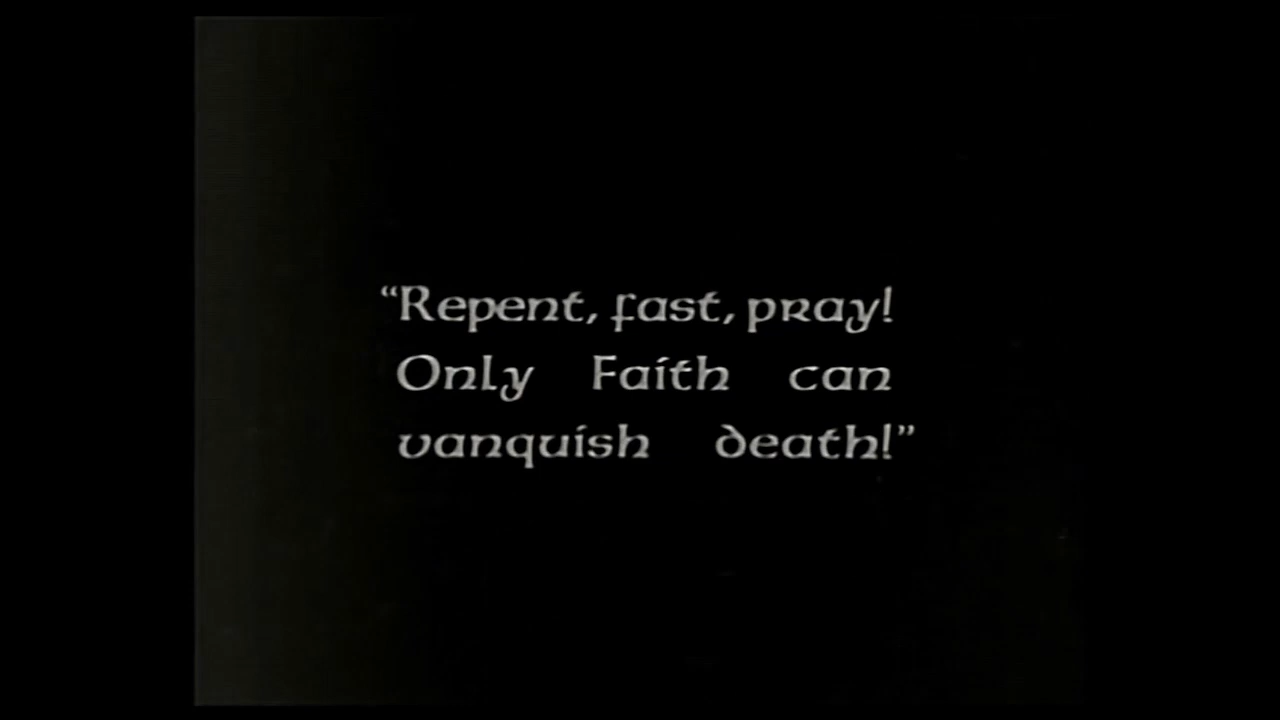 “Repent, fast, pray!
Only Faith can
vanquish death!”